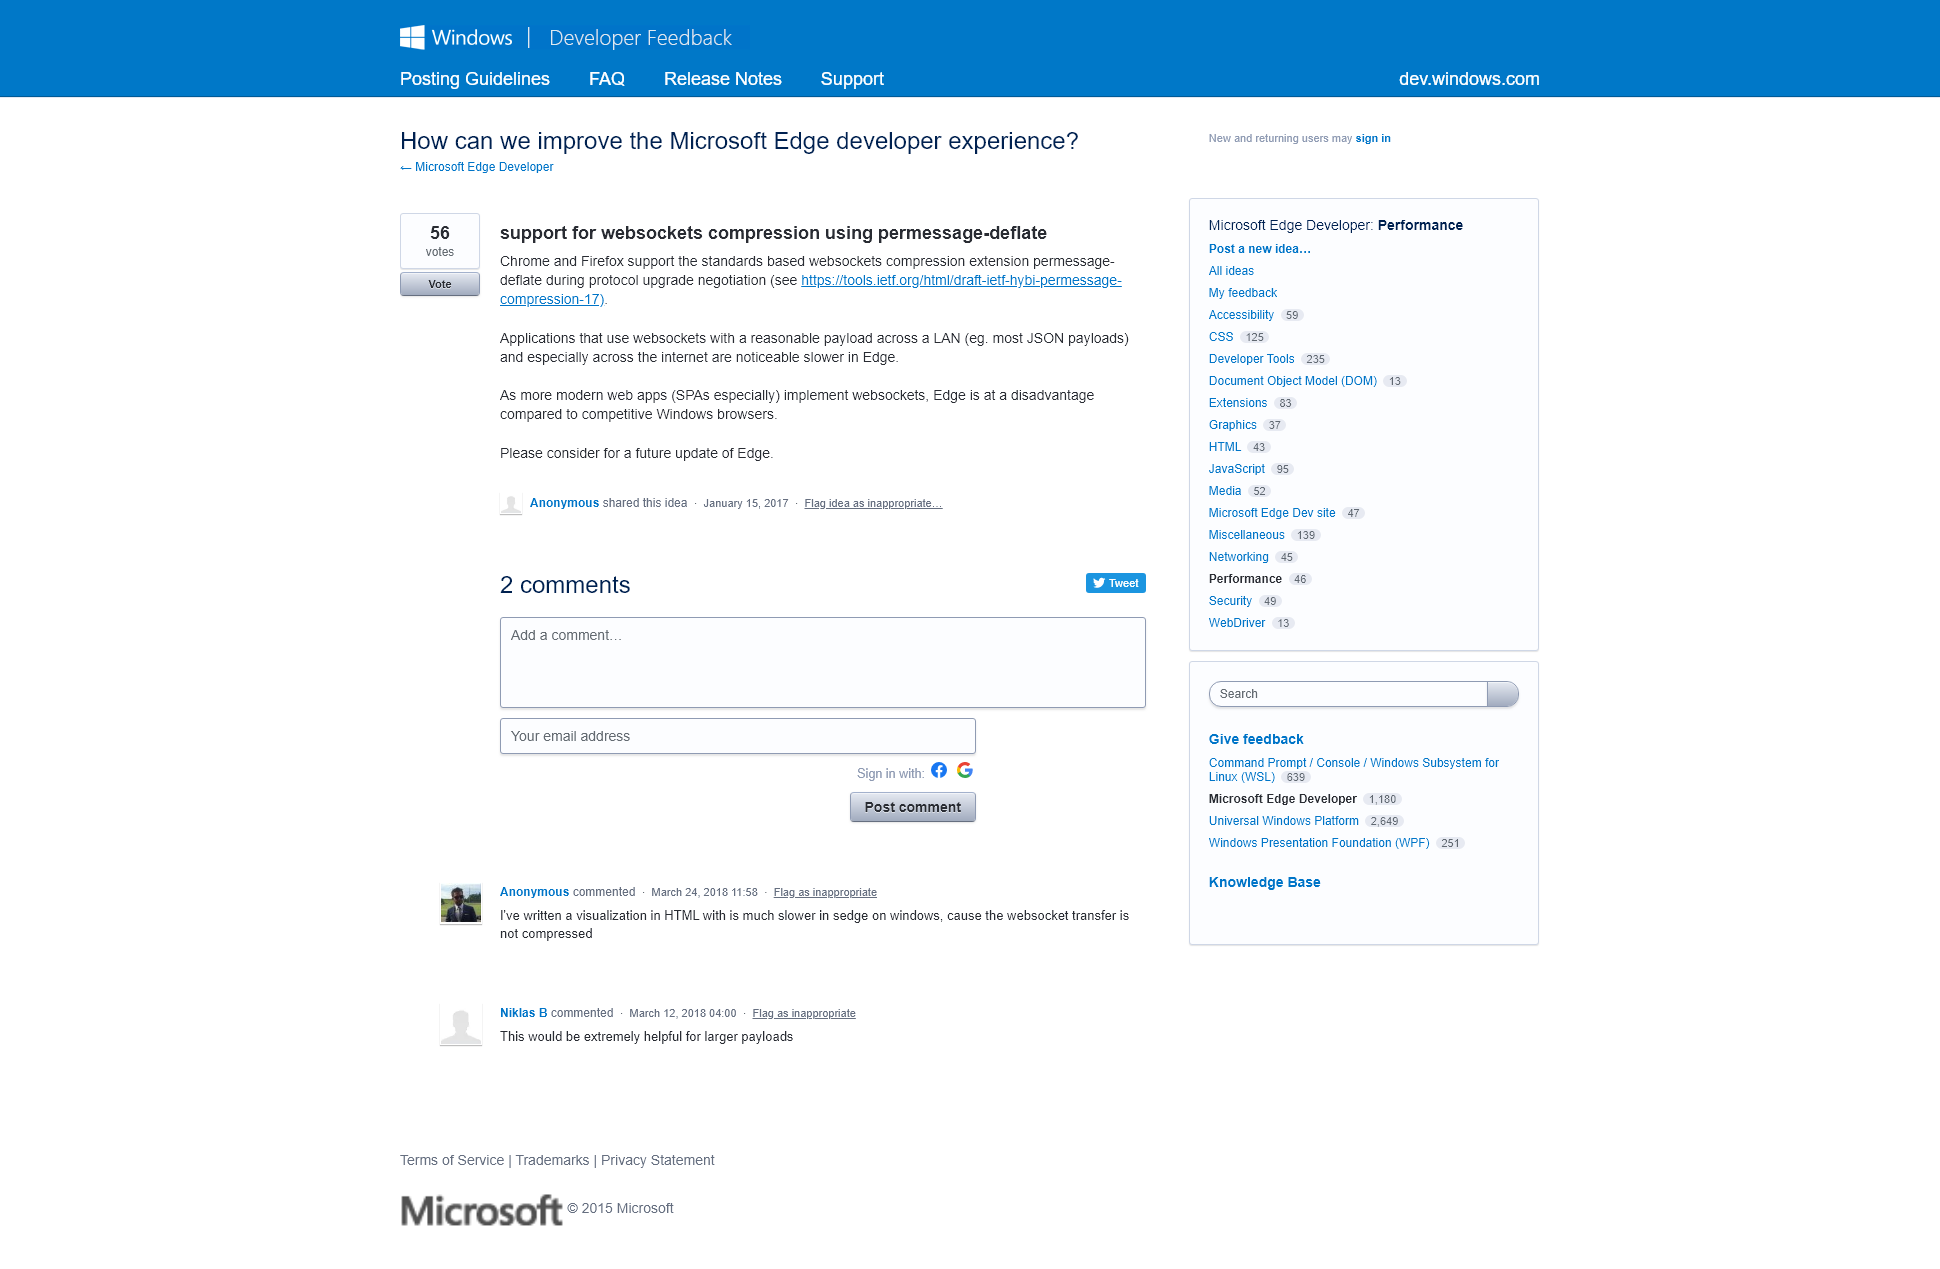 Windows | Developer Feedback
Posting Guidelines FAQ Release Notes Support dev.windows.com
How can we improve the Microsoft Edge developer experience?
← Microsoft Edge Developer
New and returning users may sign in
56
votes
Vote
support for websockets compression using permessage-deflate
Chrome and Firefox support the standards based websockets compression extension permessage-
deflate during protocol upgrade negotiation (see https://tools.ietf.org/html/draft-ietf-hybi-permessage-
compression-17).
Applications that use websockets with a reasonable payload across a LAN (eg. most JSON payloads)
and especially across the internet are noticeable slower in Edge.
As more modern web apps (SPAs especially) implement websockets, Edge is at a disadvantage
compared to competitive Windows browsers.
Please consider for a future update of Edge.
Anonymous shared this idea · January 15, 2017 · Flag idea as inappropriate…
2 comments
Tweet
Add a comment…
Your email address
Sign in with:
Post comment
Anonymous commented · March 24, 2018 11:58 · Flag as inappropriate
I've written a visualization in HTML with is much slower in sedge on windows, cause the websocket transfer is
not compressed
Niklas B commented · March 12, 2018 04:00 · Flag as inappropriate
This would be extremely helpful for larger payloads
Microsoft Edge Developer: Performance
Post a new idea…
All ideas
My feedback
Accessibility 59
CSS 125
Developer Tools 235
Document Object Model (DOM) 13
Extensions 83
Graphics 37
HTML 43
JavaScript 95
Media 52
Microsoft Edge Dev site 47
Miscellaneous 139
Networking 45
Performance 46
Security 49
WebDriver 13
Search
Give feedback
Command Prompt / Console / Windows Subsystem for
Linux (WSL) 639
Microsoft Edge Developer 1,180
Universal Windows Platform 2,649
Windows Presentation Foundation (WPF) 251
Knowledge Base
Terms of Service | Trademarks | Privacy Statement
Microsoft © 2015 Microsoft